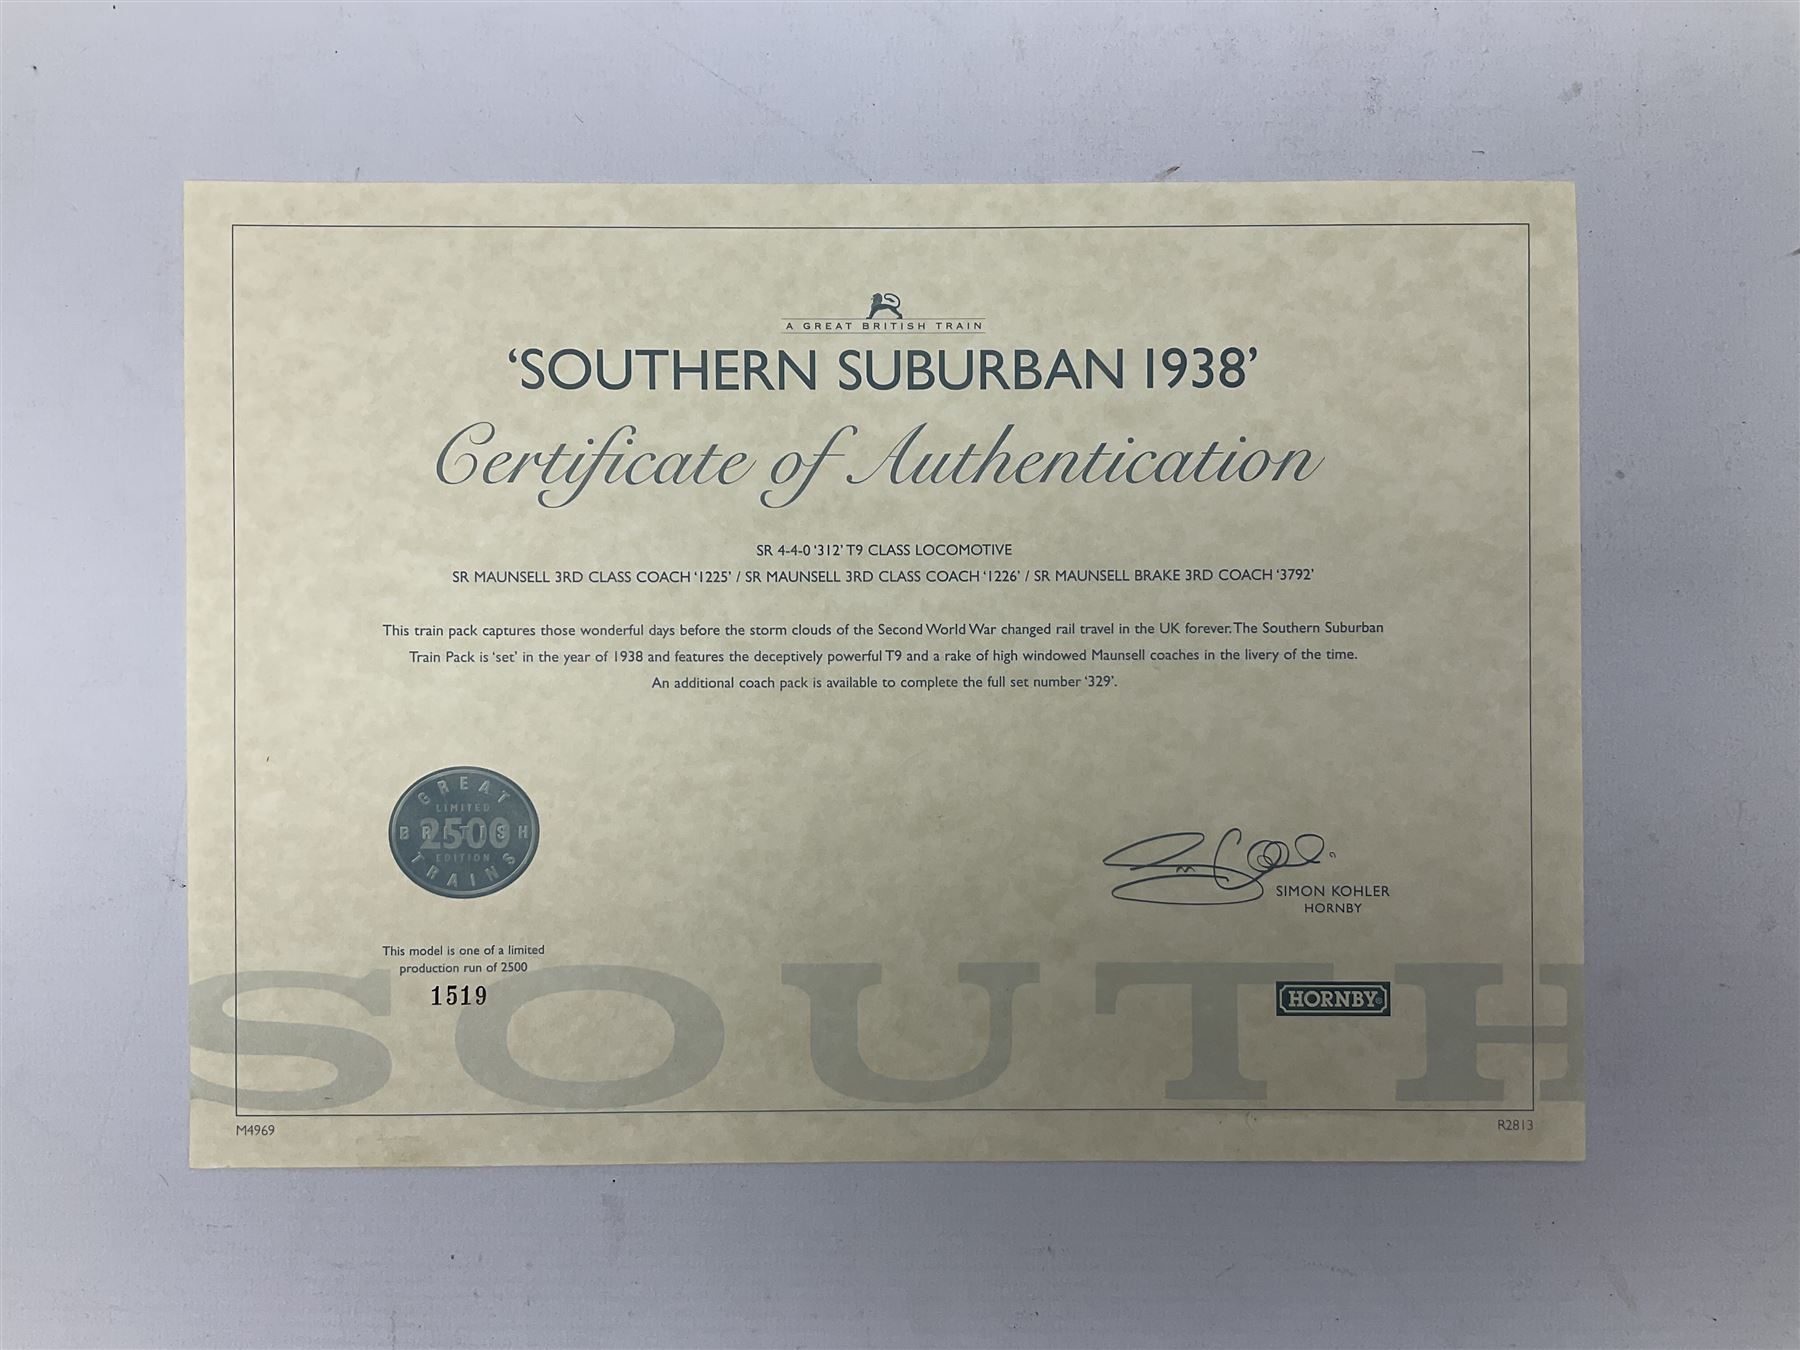 A GREAT BRITISH TRAIN
‘SOUTHERN SUBURBAN 1938’
Certificate of Authentication
SR 4-4-0 ‘312’ T9 CLASS LOCOMOTIVE
SR MAUNSELL 3RD CLASS COACH ‘1225’ / SR MAUNSELL 3RD CLASS COACH ‘1226’ / SR MAUNSELL BRAKE 3RD COACH ‘3792’
This train pack captures those wonderful days before the storm clouds of the Second World War changed rail travel in the UK forever. The Southern Suburban
Train Pack is ‘set’ in the year of 1938 and features the deceptively powerful T9 and a rake of high windowed Maunsell coaches in the livery of the time.
An additional coach pack is available to complete the full set number ‘329’.
GREAT
LIMITED
BRITISH
2500
EDITION
TRAINS
SIMON KOHLER
HORNBY
This model is one of a limited
production run of 2500
1519
HORNBY®
SOUTH
M4969
R2813